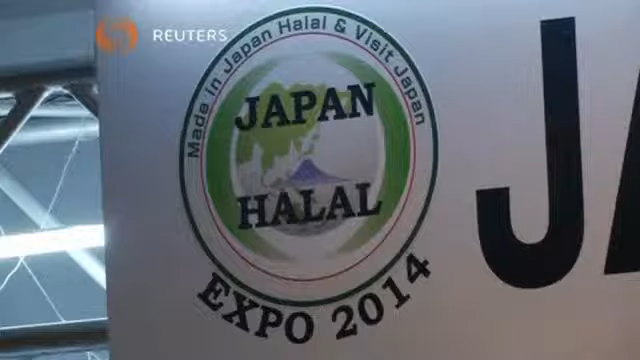 REUTERS
Made in Japan Halal & Visit Japan
JAPAN
HALAL
EXPO 2014
JA